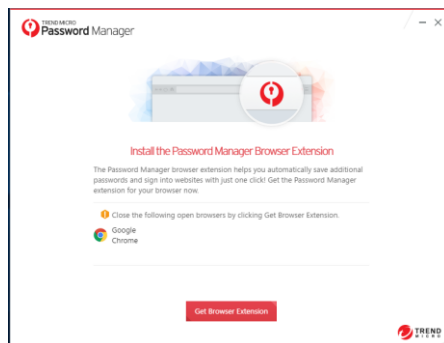 TREND MICRO
Password Manager
Install the Password Manager Browser Extension
The Password Manager browser extension helps you automatically save additional
passwords and sign into websites with just one click! Get the Password Manager
extension for your browser now.
Close the following open browsers by clicking Get Browser Extension.
Google
Chrome
Get Browser Extension
TREND
MICRO